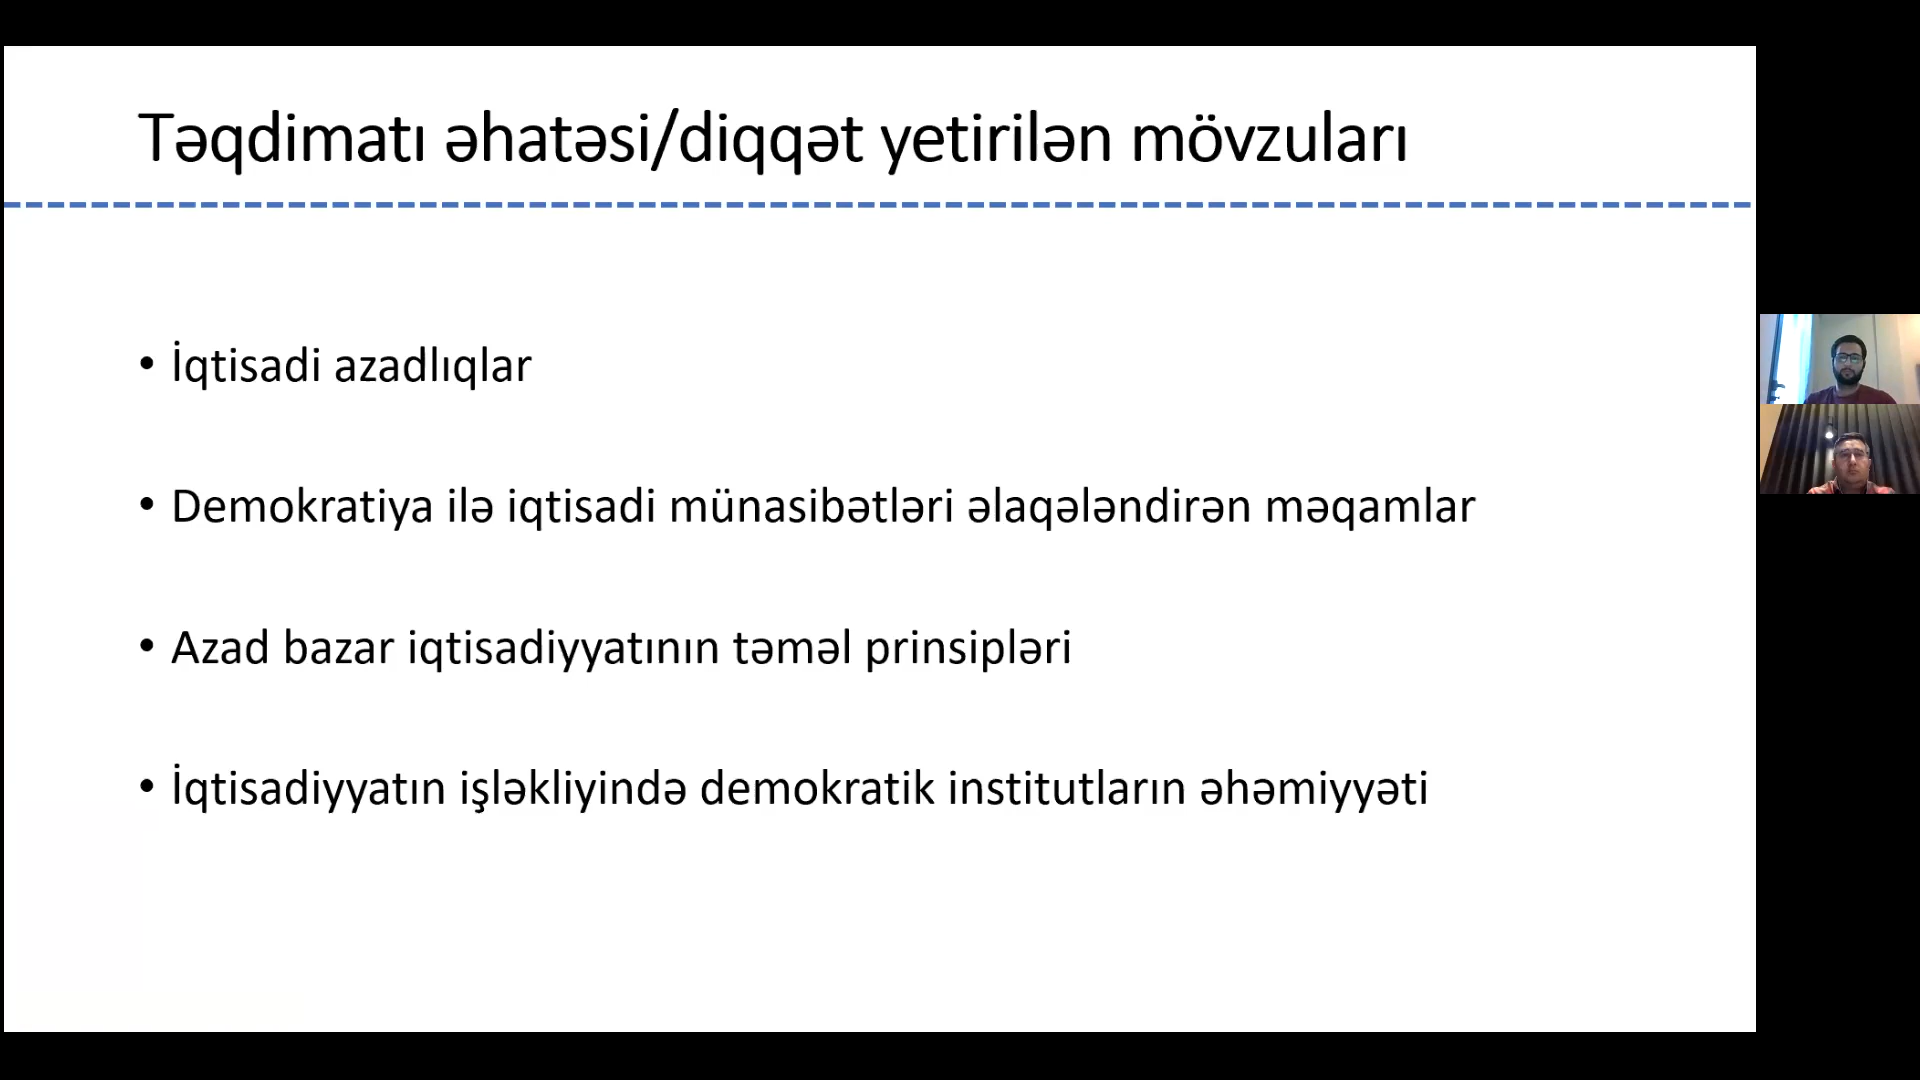 Təqdimatı əhatəsi/diqqət yetirilən mövzuları
• İqtisadi azadlıqlar
• Demokratiya ilə iqtisadi münasibətləri əlaqələndirən məqamlar
• Azad bazar iqtisadiyyatının təməl prinsipləri
• İqtisadiyyatın işləkliyində demokratik institutların əhəmiyyəti